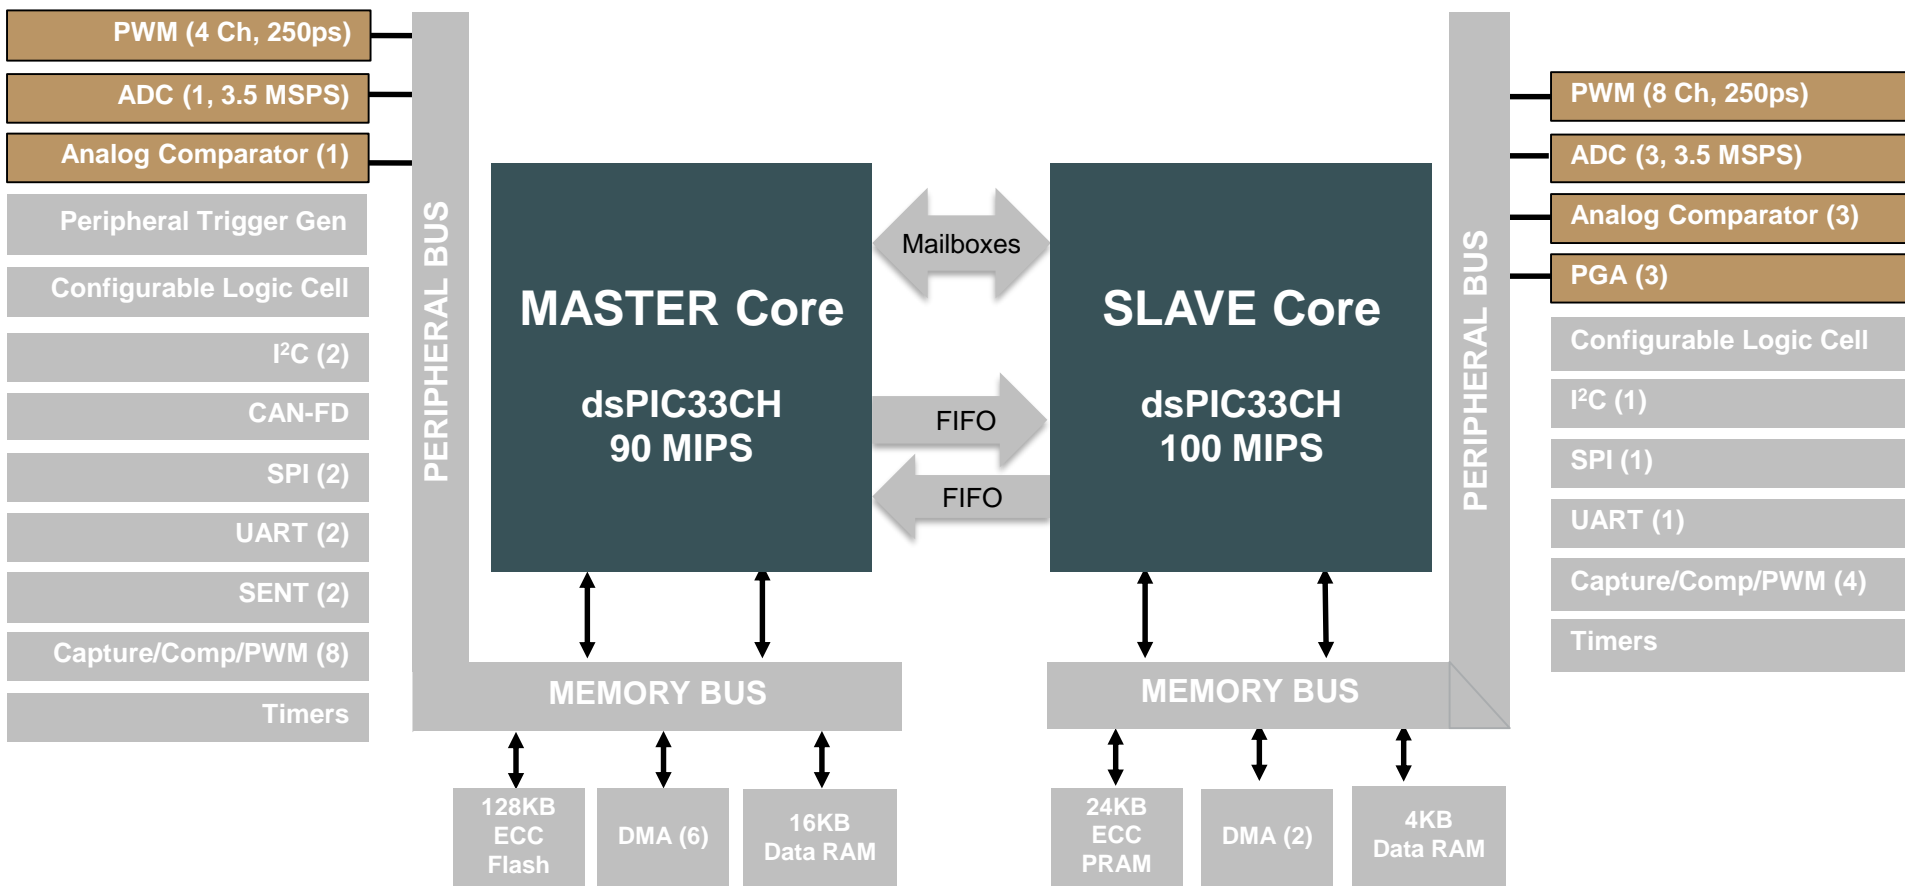 PWM (4 Ch, 250ps)
ADC (1, 3.5 MSPS)
Analog Comparator (1)
Peripheral Trigger Gen
Configurable Logic Cell
I²C (2)
CAN-FD
SPI (2)
UART (2)
SENT (2)
Capture/Comp/PWM (8)
Timers
PERIPHERAL BUS
MASTER Core
dsPIC33CH
90 MIPS
Mailboxes
FIFO
FIFO
SLAVE Core
dsPIC33CH
100 MIPS
PERIPHERAL BUS
PWM (8 Ch, 250ps)
ADC (3, 3.5 MSPS)
Analog Comparator (3)
PGA (3)
Configurable Logic Cell
I²C (1)
SPI (1)
UART (1)
Capture/Comp/PWM (4)
Timers
MEMORY BUS
MEMORY BUS
128KB
ECC
Flash
DMA (6)
16KB
Data RAM
24KB
ECC
PRAM
DMA (2)
4KB
Data RAM